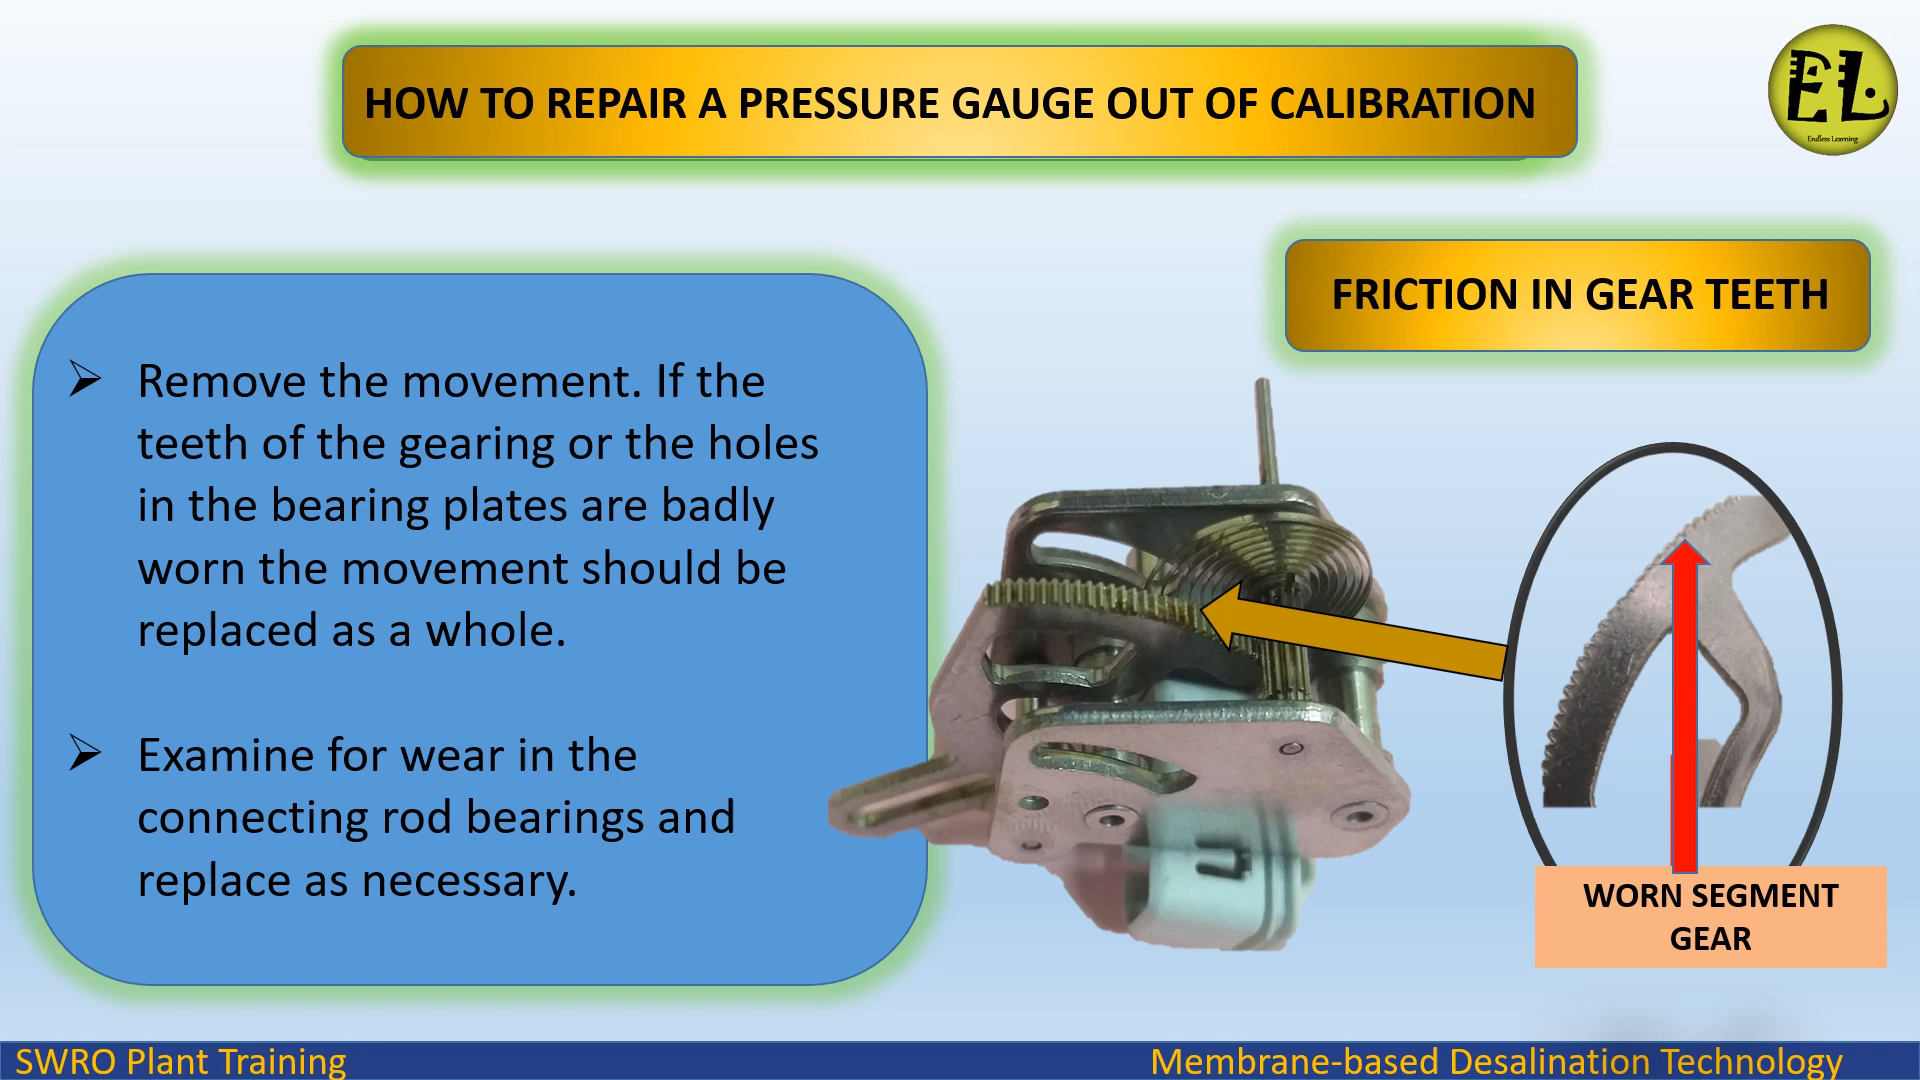 HOW TO REPAIR A PRESSURE GAUGE OUT OF CALIBRATION
EL
Endless Learning
FRICTION IN GEAR TEETH
➢ Remove the movement. If the
teeth of the gearing or the holes
in the bearing plates are badly
worn the movement should be
replaced as a whole.
➢ Examine for wear in the
connecting rod bearings and
replace as necessary.
WORN SEGMENT
GEAR
SWRO Plant Training
Membrane-based Desalination Technology